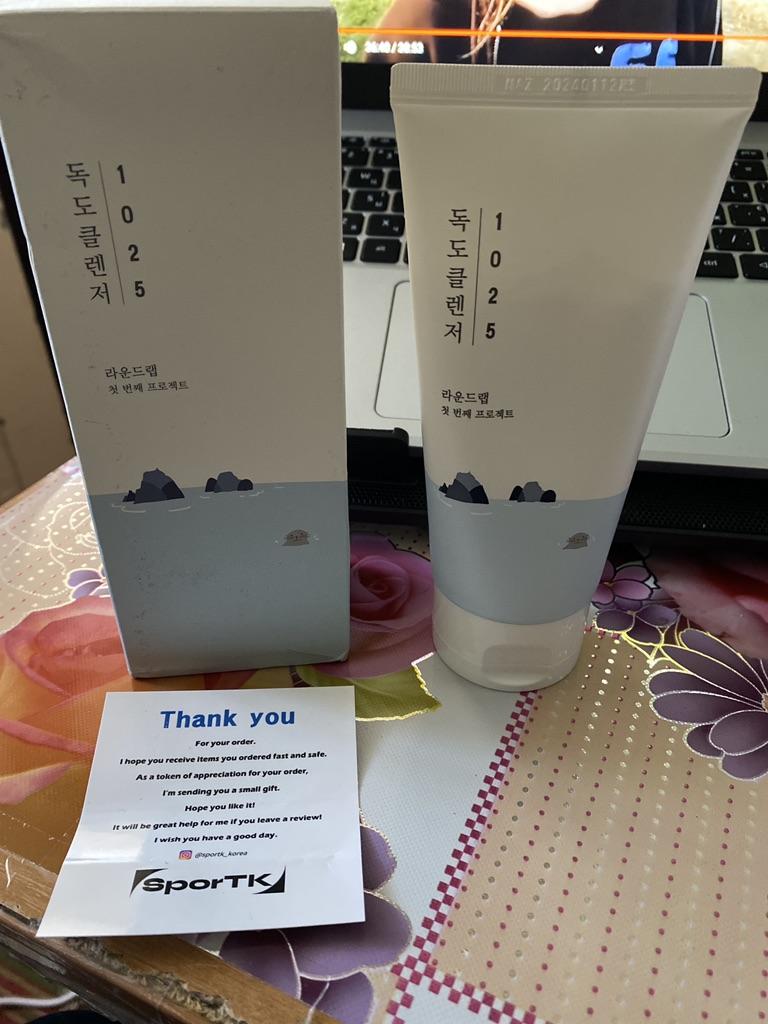 독도클렌저
1025
라운드랩
첫 번째 프로젝트
독도클렌저
1025
라운드랩
첫 번째 프로젝트
Thank you
For your order.
I hope you receive items you ordered fast and safe.
As a token of appreciation for your order,
I'm sending you a small gift.
Hope you like it!
It will be great help for me if you leave a review!
I wish you have a good day.
@sportk_korea
SPORTK
ctrl
alt